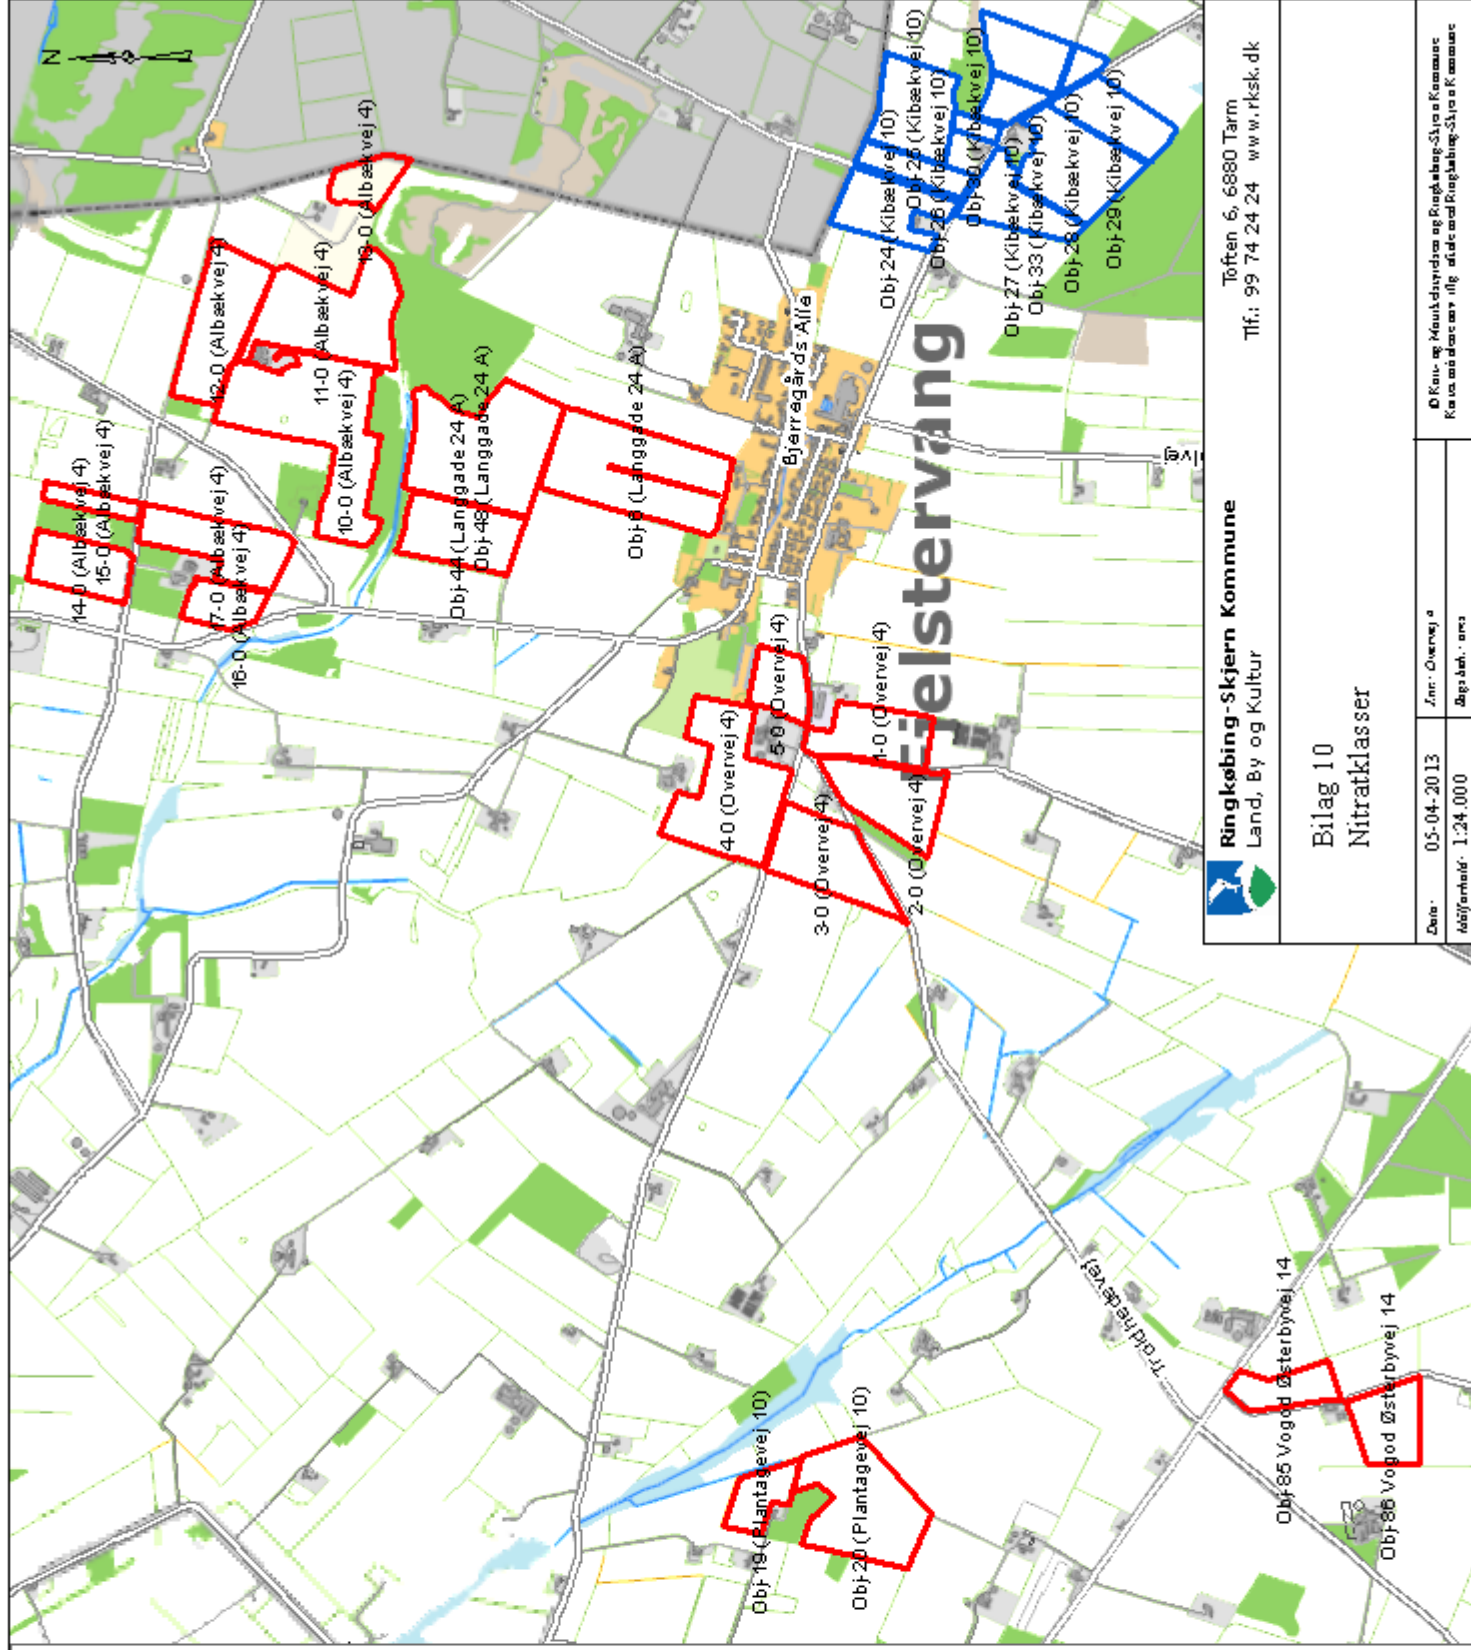 N
14-0 (Albækvej 4)
15-0 (Albækvej 4)
17-0 (Albækvej 4)
16-0 (Albækvej 4)
12-0 (Albækvej 4)
11-0 (Albækvej 4)
13-0 (Albækvej 4)
10-0 (Albækvej 4)
Obj-44 (Langgade 24 A)
Obj-48 (Langgade 24 A)
Obj-6 (Langgade 24 A)
Bjerregårds Alle
4-0 (Overvej 4)
5-0 (Overvej 4)
3-0 (Overvej 4)
1-0 (Overvej 4)
2-0 (Overvej 4)
Fjelstervang
Obj-24 (Kibækvej 10)
Obj-25 (Kibækvej 10)
Obj-26 (Kibækvej 10)
Obj-30 (Kibækvej 10)
Obj-27 (Kibækvej 10)
Obj-33 (Kibækvej 10)
Obj-28 (Kibækvej 10)
Obj-29 (Kibækvej 10)
Obj-19 (Plantagevej 10)
Obj-20 (Plantagevej 10)
Troldhedevej
Obj-85 Vogod Østerbyvej 14
Obj-86 Vogod Østerbyvej 14
Ringkøbing-Skjern Kommune
Land, By og Kultur
Toften 6, 6880 Tarm
Tlf.: 99 74 24 24 www.rksk.dk
Bilag 10
Nitratklasser
Dato: 05-04-2013
Målforhold: 1:24.000